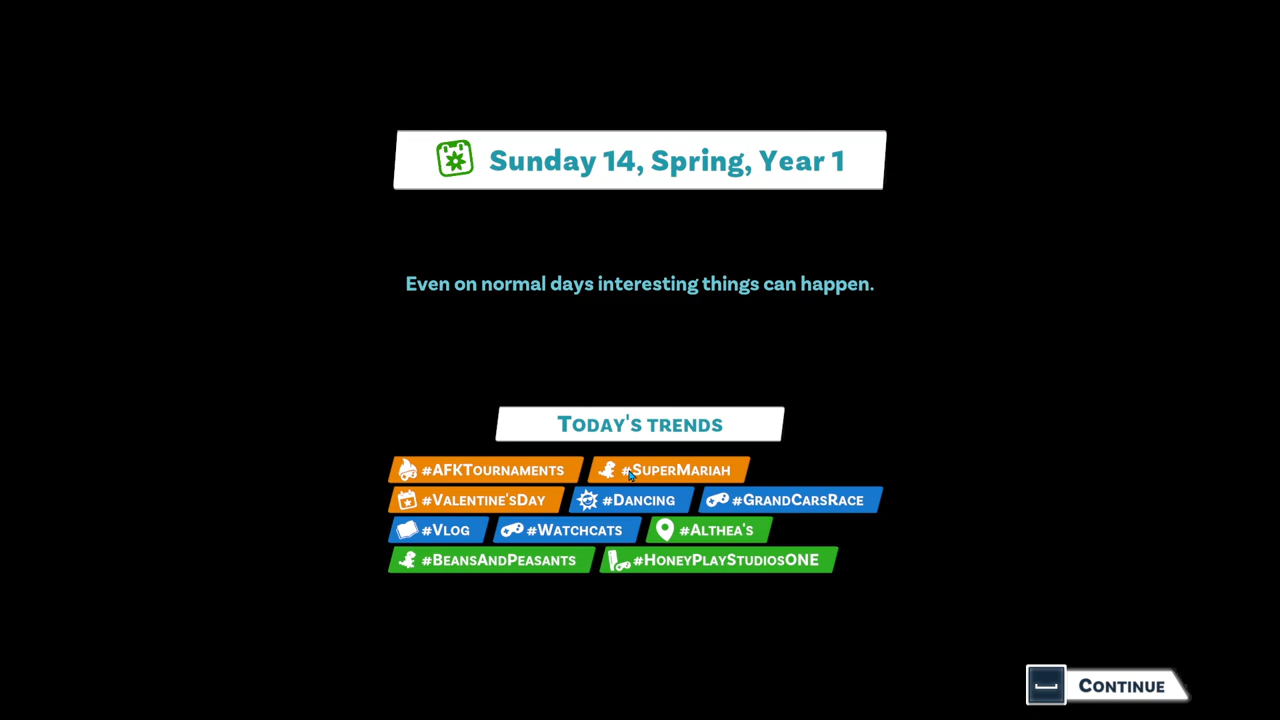 Sunday 14, Spring, Year 1
Even on normal days interesting things can happen.
Today's trends
#AFKTournaments #SuperMariah
#Valentine'sDay #Dancing #GrandCarsRace
#Vlog #Watchcats #Althea's
#BeansAndPeasants #HoneyPlayStudiosONE
Continue